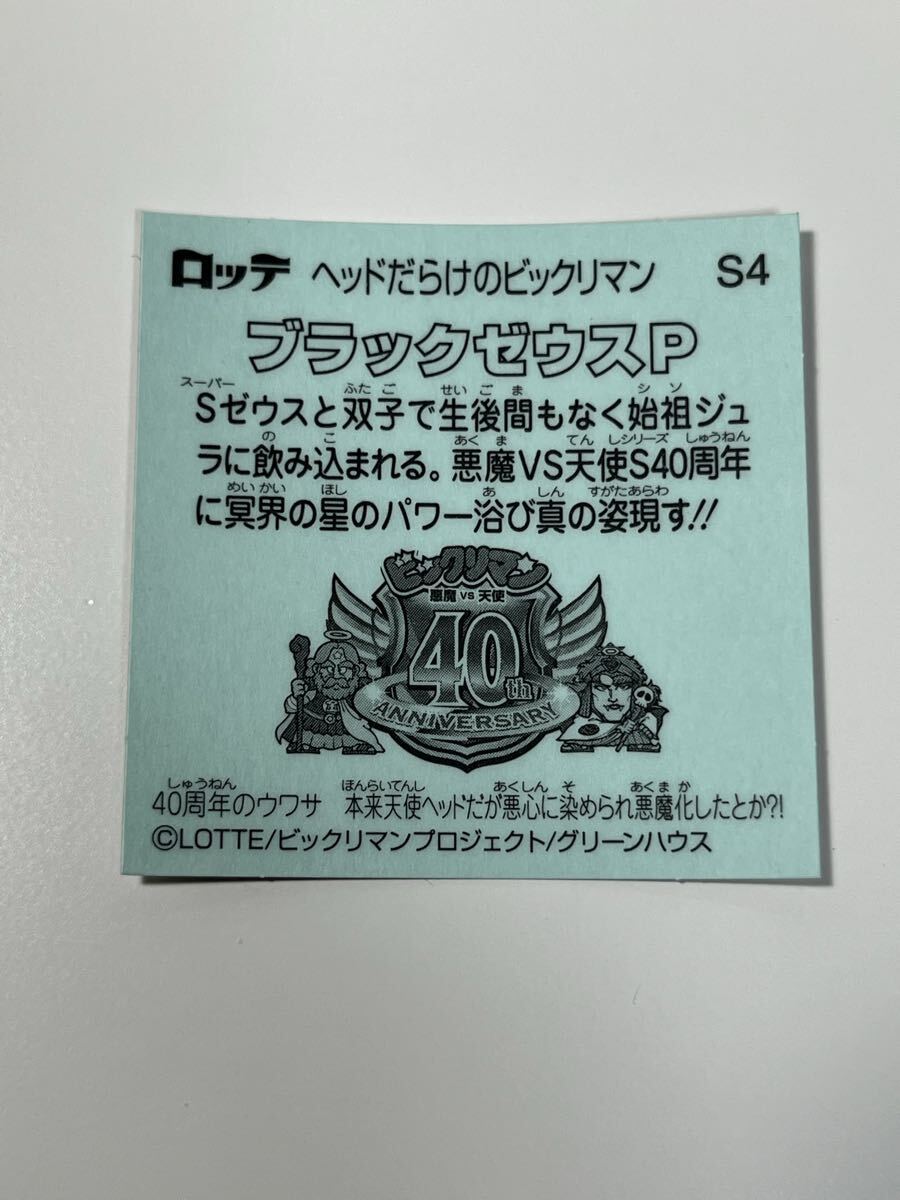 ロッテ ヘッドだらけのビックリマン S4
ブラックゼウスP
スーパー ふたご せいごま シソ
Sゼウスと双子で生後間もなく始祖ジュ
のこ あくま てんしシリーズ しゅうねん
ラに飲み込まれる。悪魔VS天使S40周年
めいかい ほし あ しん すがたあらわ
に冥界の星のパワー浴び真の姿現す!!
ビックリマン
悪魔 VS 天使
40th
ANNIVERSARY
しゅうねん ほんらいてんし あくしん そ あくまか
40周年のウワサ 本来天使ヘッドだが悪心に染められ悪魔化したとか?!
©LOTTE/ビックリマンプロジェクト/グリーンハウス